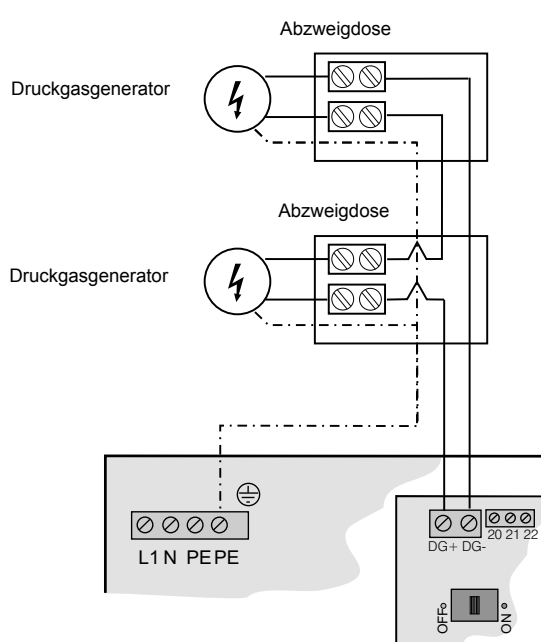 Abzweigdose
Druckgasgenerator
Abzweigdose
Druckgasgenerator
L1 N PE PE
DG+ DG- 20 21 22
OFF ON